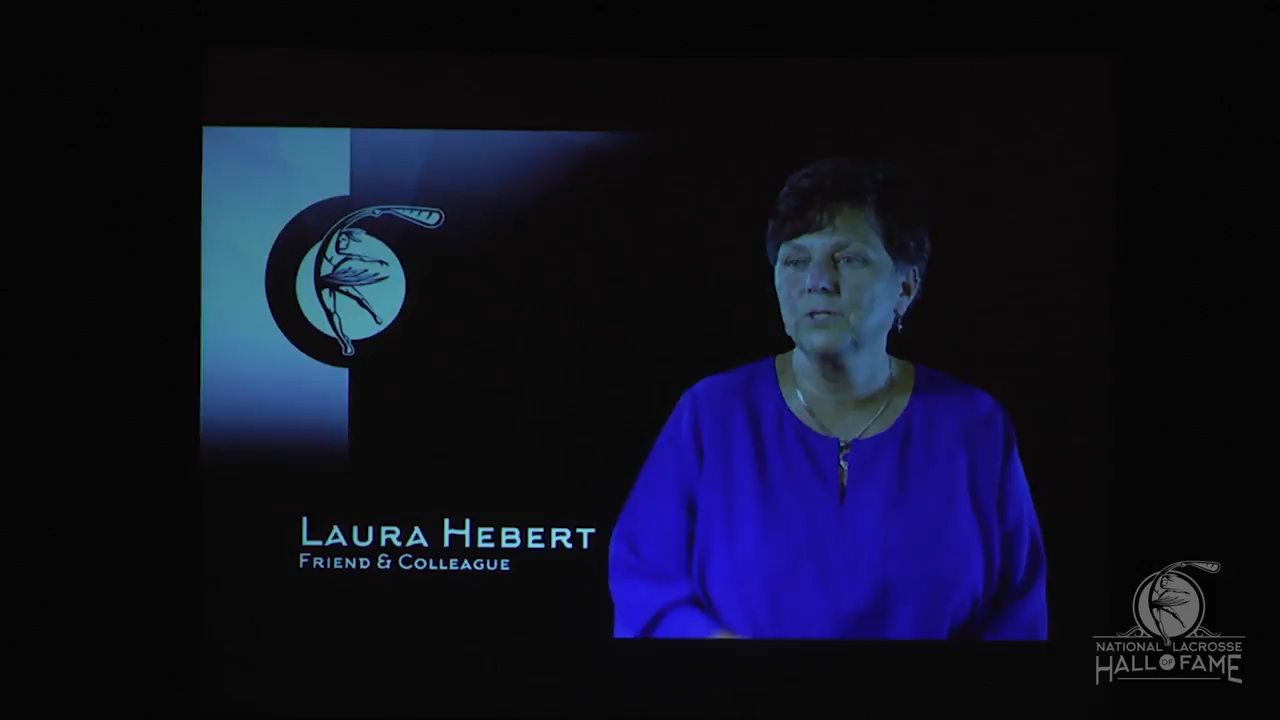 LAURA HEBERT
FRIEND & COLLEAGUE
NATIONAL LACROSSE
HALL OF FAME